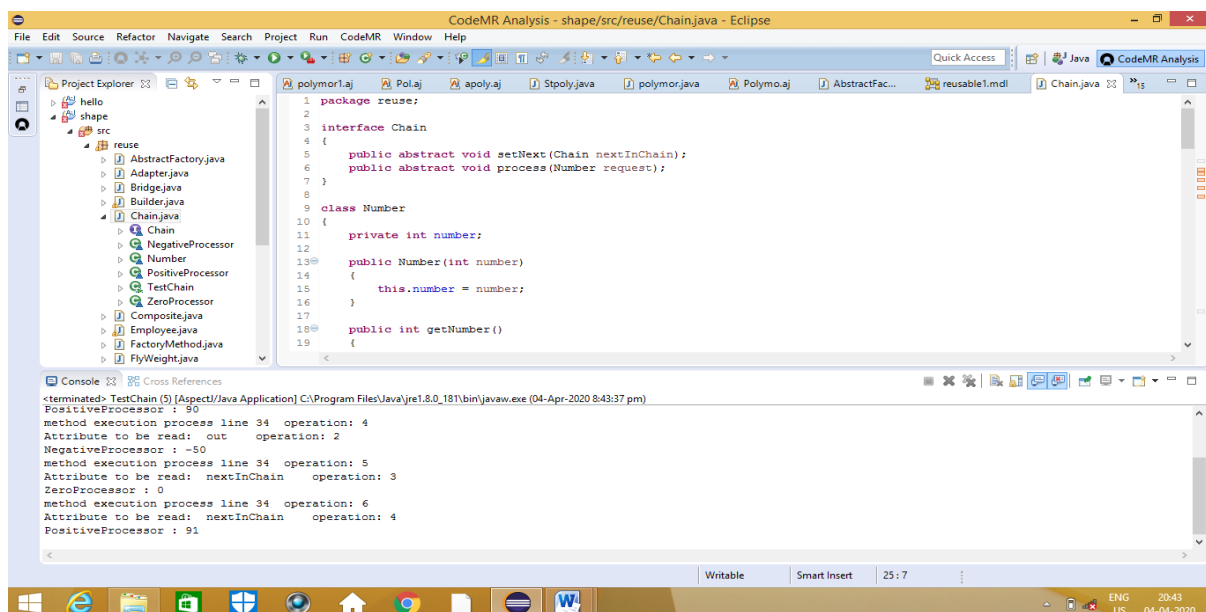 CodeMR Analysis - shape/src/reuse/Chain.java - Eclipse
File Edit Source Refactor Navigate Search Project Run CodeMR Window Help
Quick Access
Java
CodeMR Analysis
Project Explorer
polymor1.aj
Pol.aj
apoly.aj
Stpoly.java
polymor.java
Polymo.aj
AbstractFac...
reusable1.mdl
Chain.java
»15
hello
shape
src
reuse
AbstractFactory.java
Adapter.java
Bridge.java
Builder.java
Chain.java
Chain
NegativeProcessor
Number
PositiveProcessor
TestChain
ZeroProcessor
Composite.java
Employee.java
FactoryMethod.java
FlyWeight.java
1 package reuse;
2
3 interface Chain
4 {
5 public abstract void setNext(Chain nextInChain);
6 public abstract void process(Number request);
7 }
8
9 class Number
10 {
11 private int number;
12
13 public Number(int number)
14 {
15 this.number = number;
16 }
17
18 public int getNumber()
19 {
Console
Cross References
<terminated> TestChain (5) [AspectJ/Java Application] C:\Program Files\Java\jre1.8.0_181\bin\javaw.exe (04-Apr-2020 8:43:37 pm)
PositiveProcessor : 90
method execution process line 34 operation: 4
Attribute to be read: out operation: 2
NegativeProcessor : -50
method execution process line 34 operation: 5
Attribute to be read: nextInChain operation: 3
ZeroProcessor : 0
method execution process line 34 operation: 6
Attribute to be read: nextInChain operation: 4
PositiveProcessor : 91
Writable
Smart Insert
25 : 7
ENG
US
20:43
04-04-2020